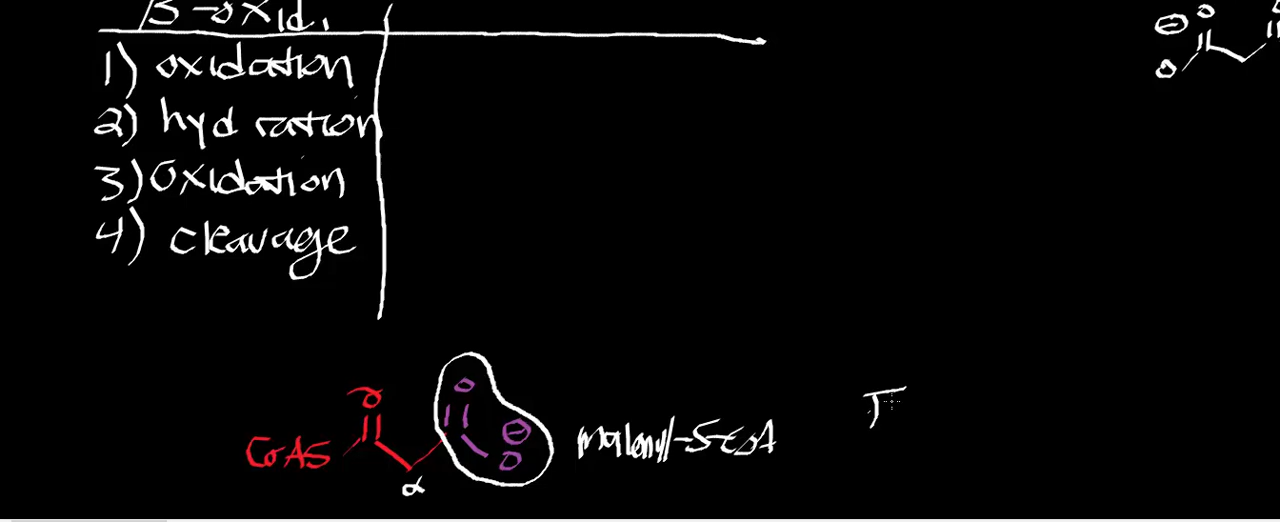 β-oxid.
1) oxidation
2) hydration
3) Oxidation
4) cleavage
O
⊖
O
O
CoAS
α
O
⊖
O
malonyl-SCoA